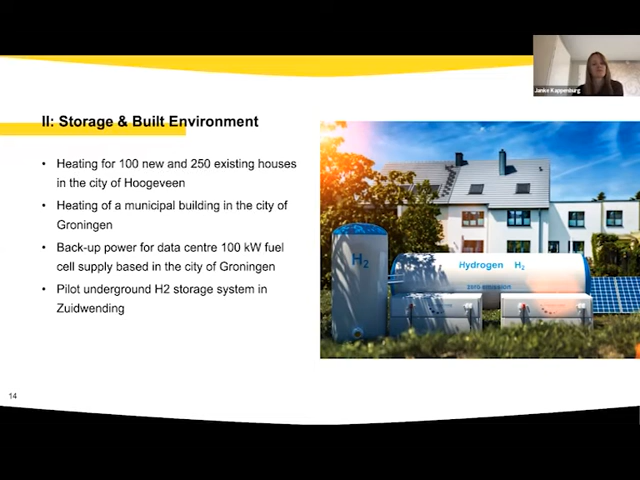 Janke Kappenburg
II: Storage & Built Environment
• Heating for 100 new and 250 existing houses
in the city of Hoogeveen
• Heating of a municipal building in the city of
Groningen
• Back-up power for data centre 100 kW fuel
cell supply based in the city of Groningen
• Pilot underground H2 storage system in
Zuidwending
H2
Hydrogen H2
zero emission
14